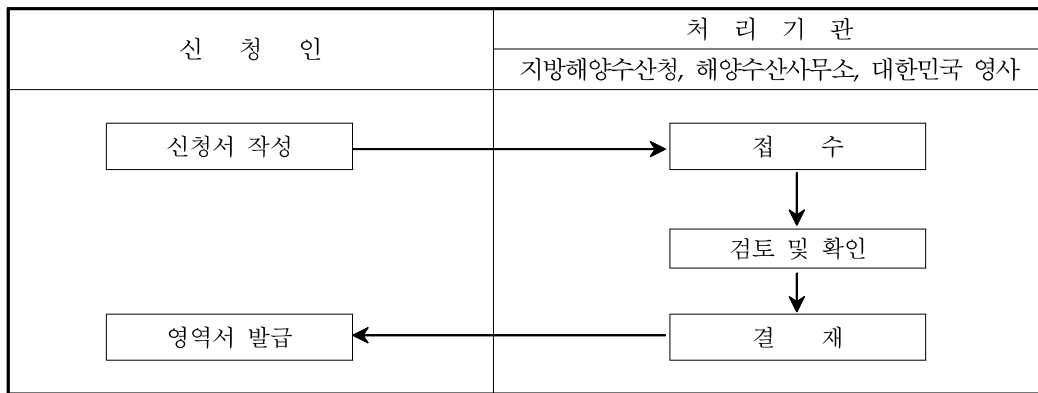 신 청 인
처 리 기 관
지방해양수산청, 해양수산사무소, 대한민국 영사
신청서 작성
접 수
검토 및 확인
영역서 발급
결 재